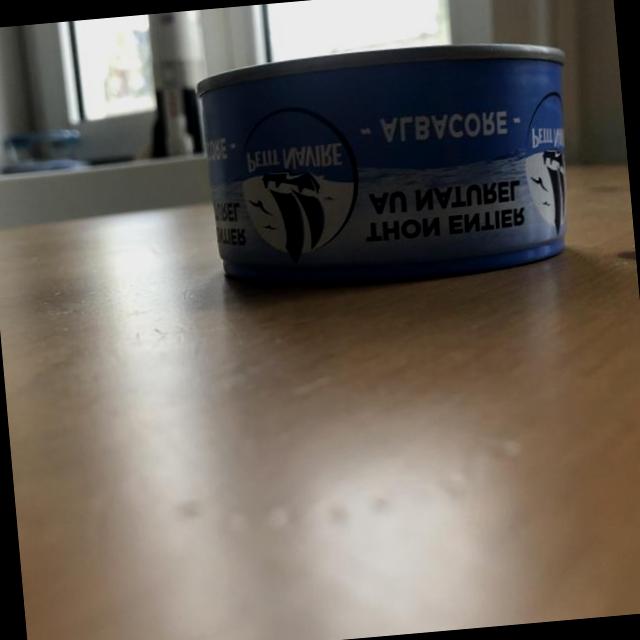 THON ENTIER
AU NATUREL
- ALBACORE -
PETIT NAVIRE